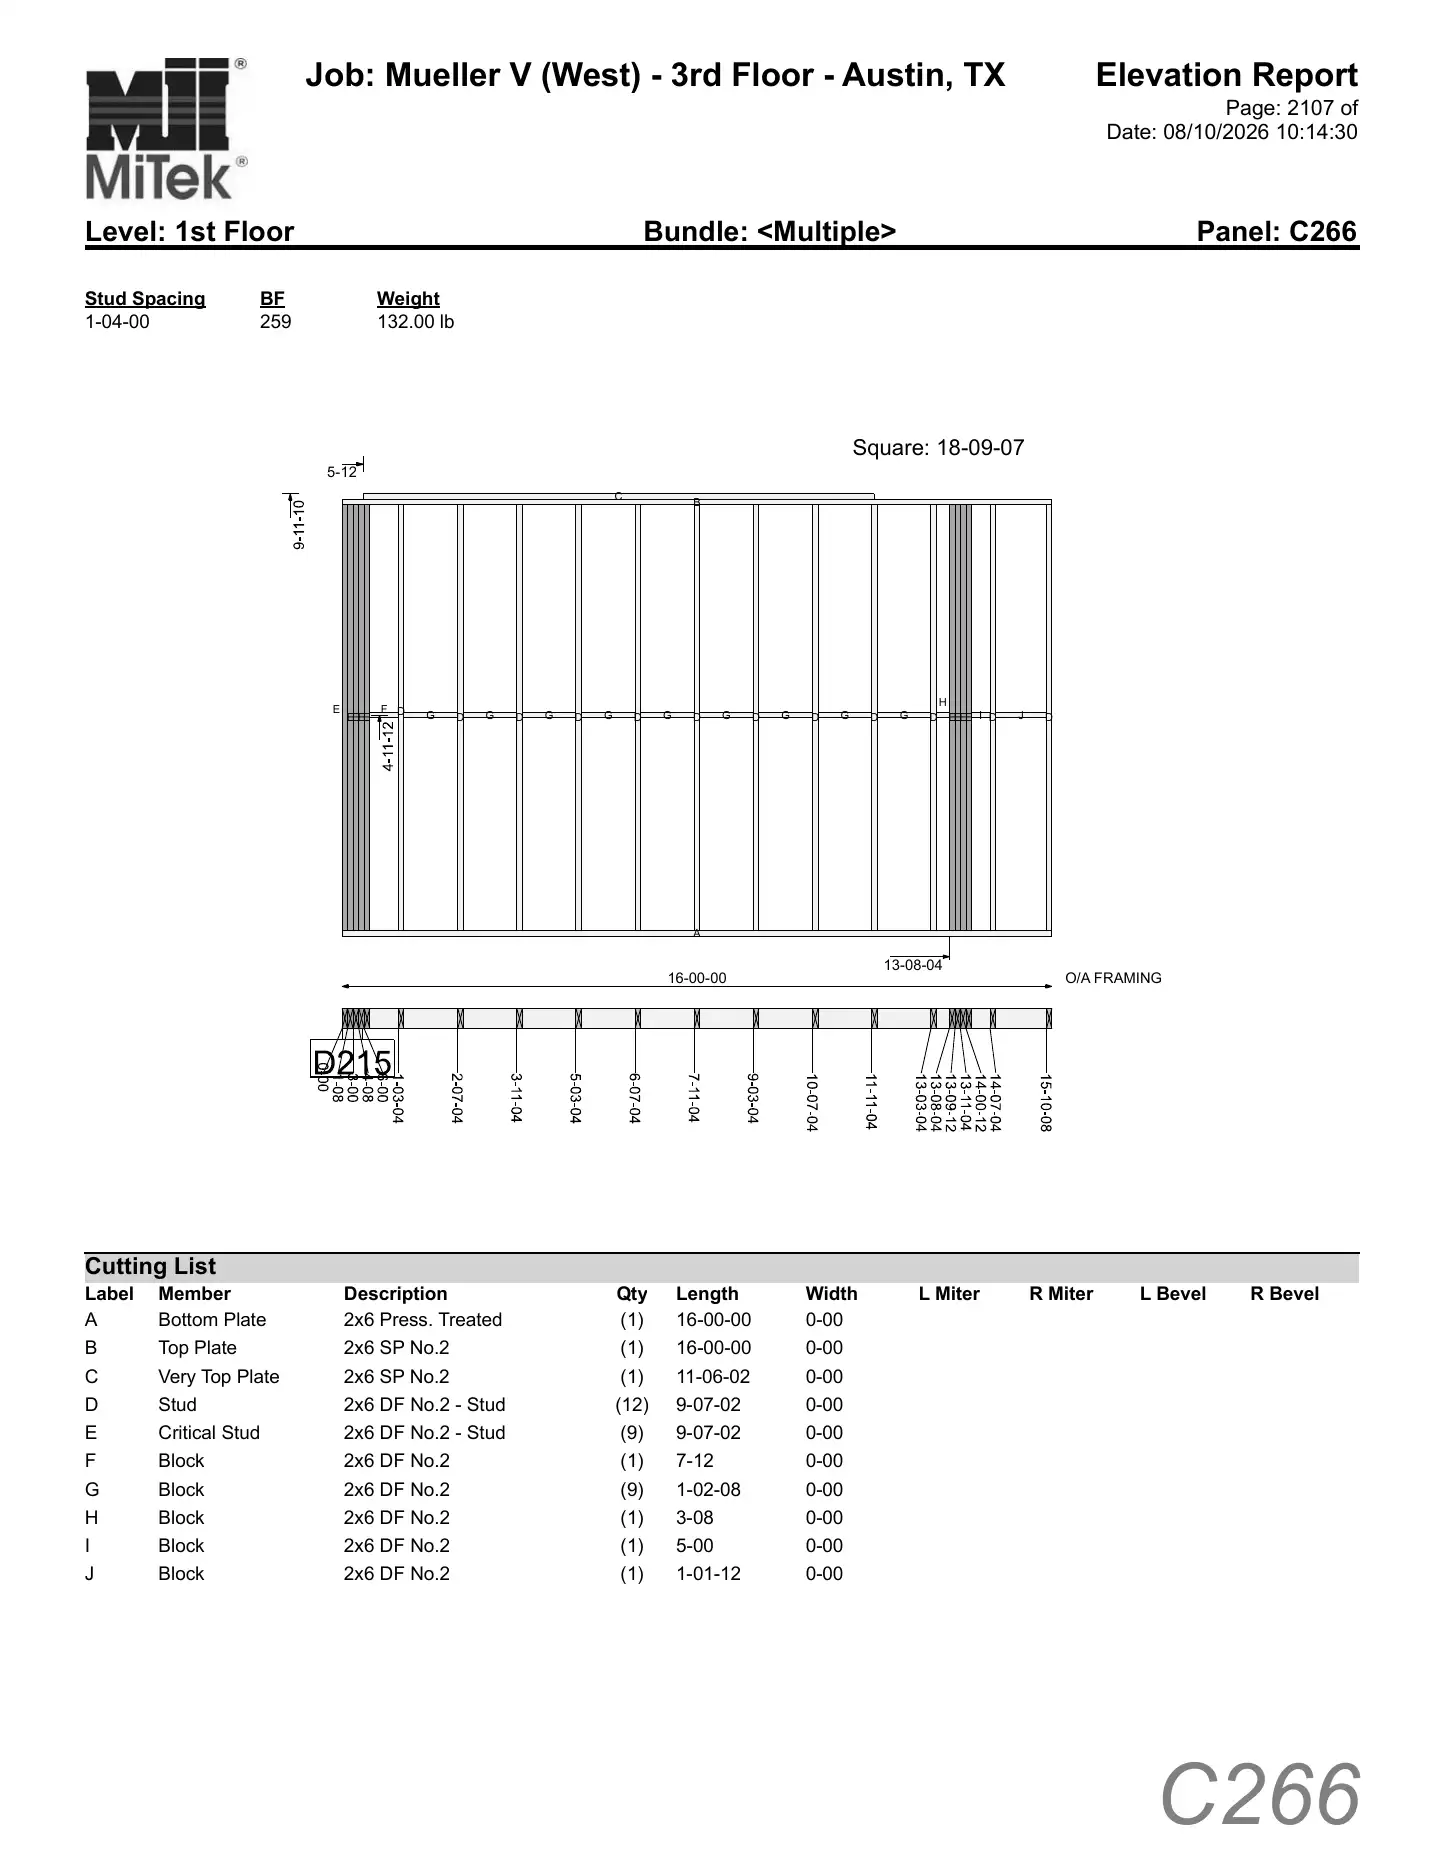 MiTek®
®
Job: Mueller V (West) - 3rd Floor - Austin, TX
Elevation Report
Page: 2107 of
Date: 08/10/2026 10:14:30
Level: 1st Floor Bundle: <Multiple> Panel: C266
Stud Spacing BF Weight
1-04-00 259 132.00 lb
Square: 18-09-07
5-12
C
B
9-11-10
E F D G G G G G G G G G H I J
D D D D D D D D D D D
4-11-12
A
13-08-04
16-00-00 O/A FRAMING
D215
1-03-04 2-07-04 3-11-04 5-03-04 6-07-04 7-11-04 9-03-04 10-07-04 11-11-04 13-03-04 13-08-04 13-09-12 13-11-04 14-00-12 14-07-04 15-10-08
Cutting List
Label Member Description Qty Length Width L Miter R Miter L Bevel R Bevel
A Bottom Plate 2x6 Press. Treated (1) 16-00-00 0-00
B Top Plate 2x6 SP No.2 (1) 16-00-00 0-00
C Very Top Plate 2x6 SP No.2 (1) 11-06-02 0-00
D Stud 2x6 DF No.2 - Stud (12) 9-07-02 0-00
E Critical Stud 2x6 DF No.2 - Stud (9) 9-07-02 0-00
F Block 2x6 DF No.2 (1) 7-12 0-00
G Block 2x6 DF No.2 (9) 1-02-08 0-00
H Block 2x6 DF No.2 (1) 3-08 0-00
I Block 2x6 DF No.2 (1) 5-00 0-00
J Block 2x6 DF No.2 (1) 1-01-12 0-00
C266